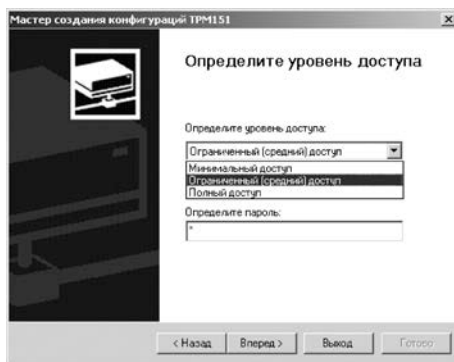 Мастер создания конфигураций ТРМ151
Определите уровень доступа
Определите уровень доступа:
Ограниченный (средний) доступ
Минимальный доступ
Ограниченный (средний) доступ
Полный доступ
Определите пароль:
*
< Назад
Вперед >
Выход
Готово